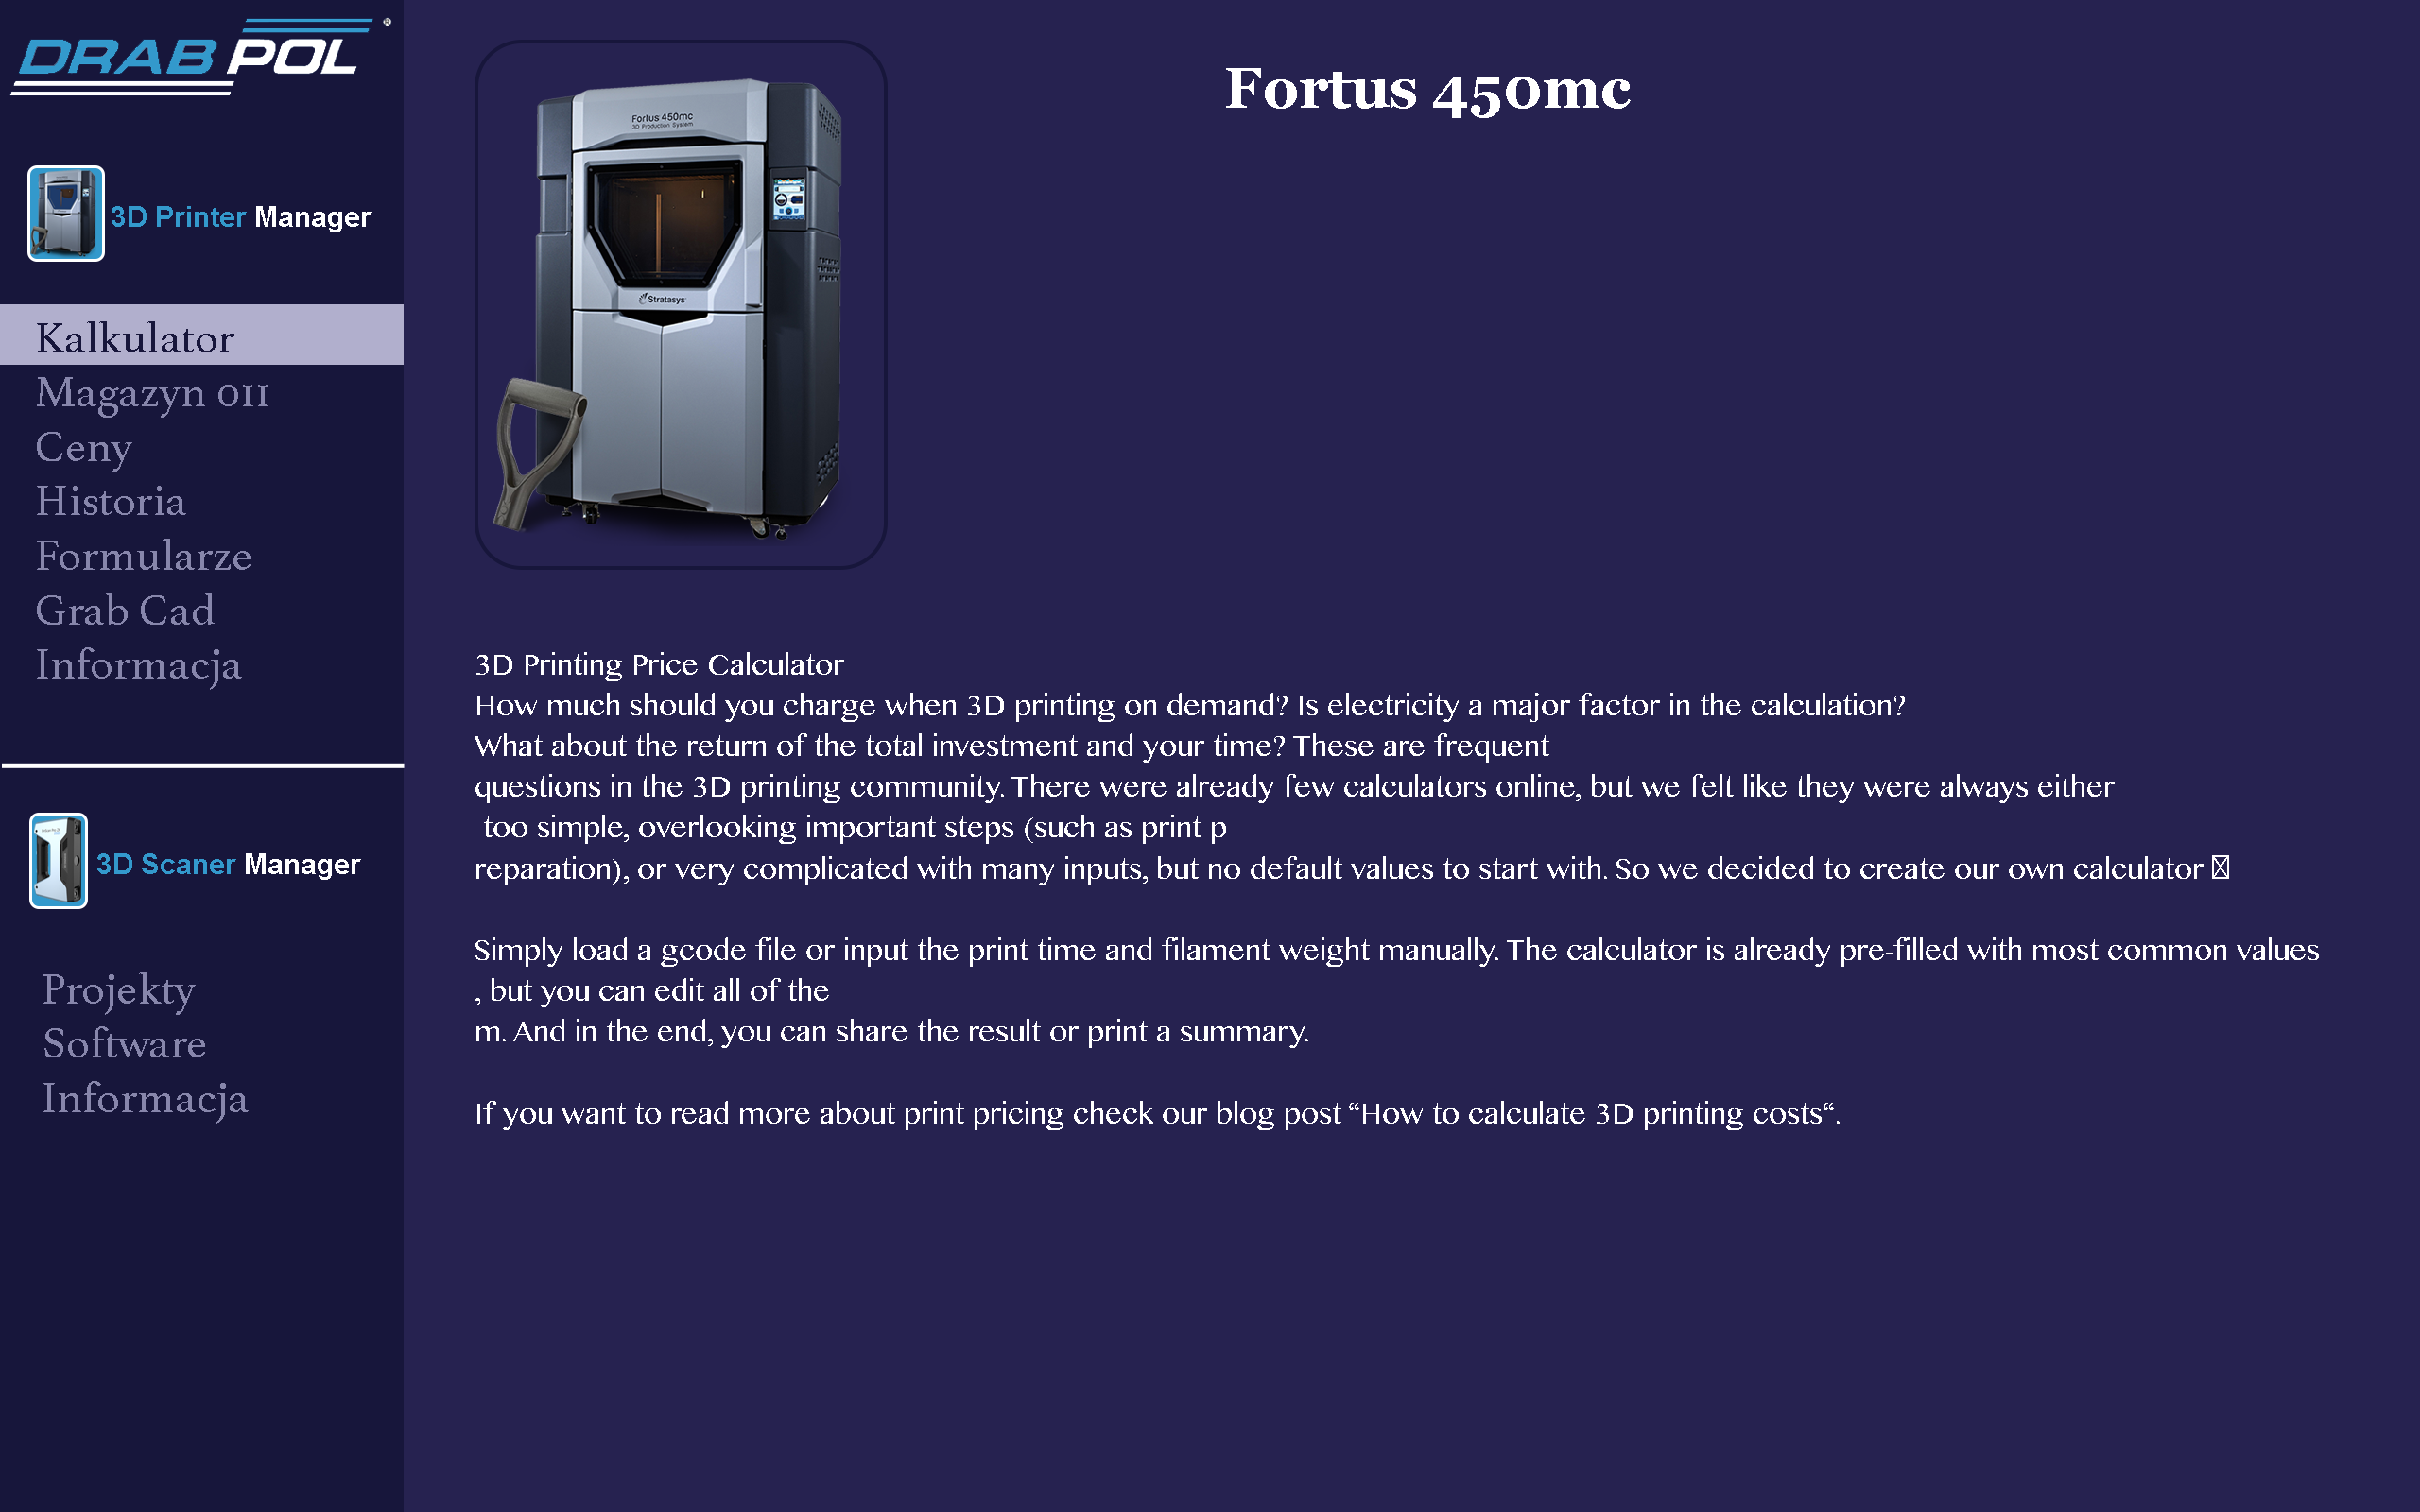 DRABPOL ®
3D Printer Manager
Kalkulator
Magazyn 011
Ceny
Historia
Formularze
Grab Cad
Informacja
3D Scaner Manager
Projekty
Software
Informacja
Fortus 450mc
Fortus 450mc
3D Production System
Stratasys
3D Printing Price Calculator
How much should you charge when 3D printing on demand? Is electricity a major factor in the calculation?
What about the return of the total investment and your time? These are frequent
questions in the 3D printing community. There were already few calculators online, but we felt like they were always either
too simple, overlooking important steps (such as print p
reparation), or very complicated with many inputs, but no default values to start with. So we decided to create our own calculator
Simply load a gcode file or input the print time and filament weight manually. The calculator is already pre-filled with most common values
, but you can edit all of the
m. And in the end, you can share the result or print a summary.
If you want to read more about print pricing check our blog post “How to calculate 3D printing costs“.